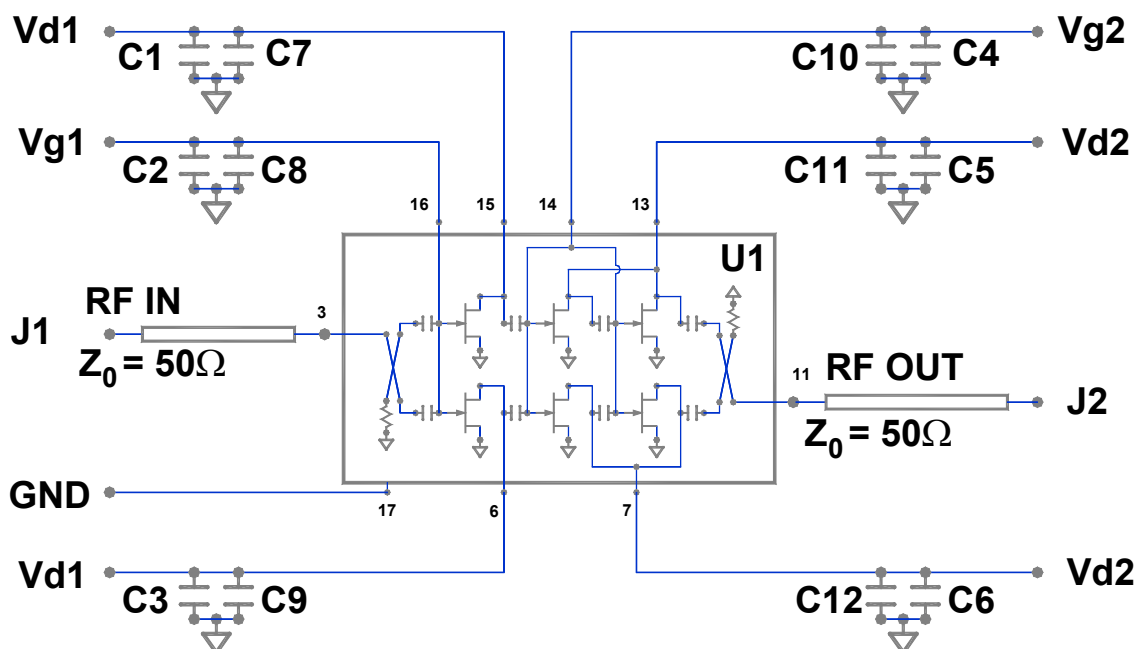 Vd1
Vg2
C1
C7
C10
C4
Vg1
Vd2
C2
C8
C11
C5
16
15
14
13
U1
RF IN
3
J1
Z0 = 50Ω
11
RF OUT
J2
Z0 = 50Ω
GND
17
6
7
Vd1
Vd2
C3
C9
C12
C6